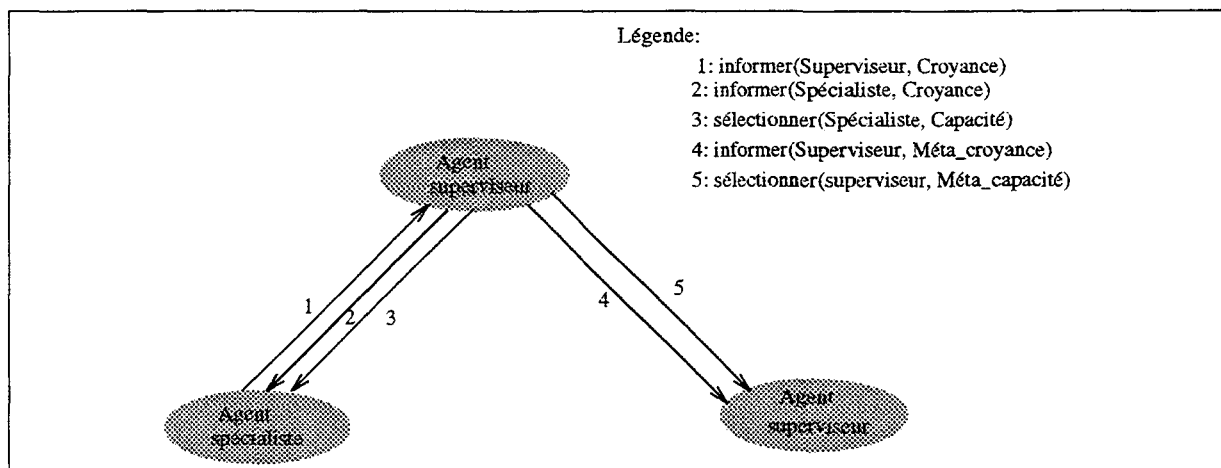 Légende:
1: informer(Superviseur, Croyance)
2: informer(Spécialiste, Croyance)
3: sélectionner(Spécialiste, Capacité)
4: informer(Superviseur, Méta_croyance)
5: sélectionner(superviseur, Méta_capacité)
Agent
superviseur
1
2
3
4
5
Agent
spécialiste
Agent
superviseur